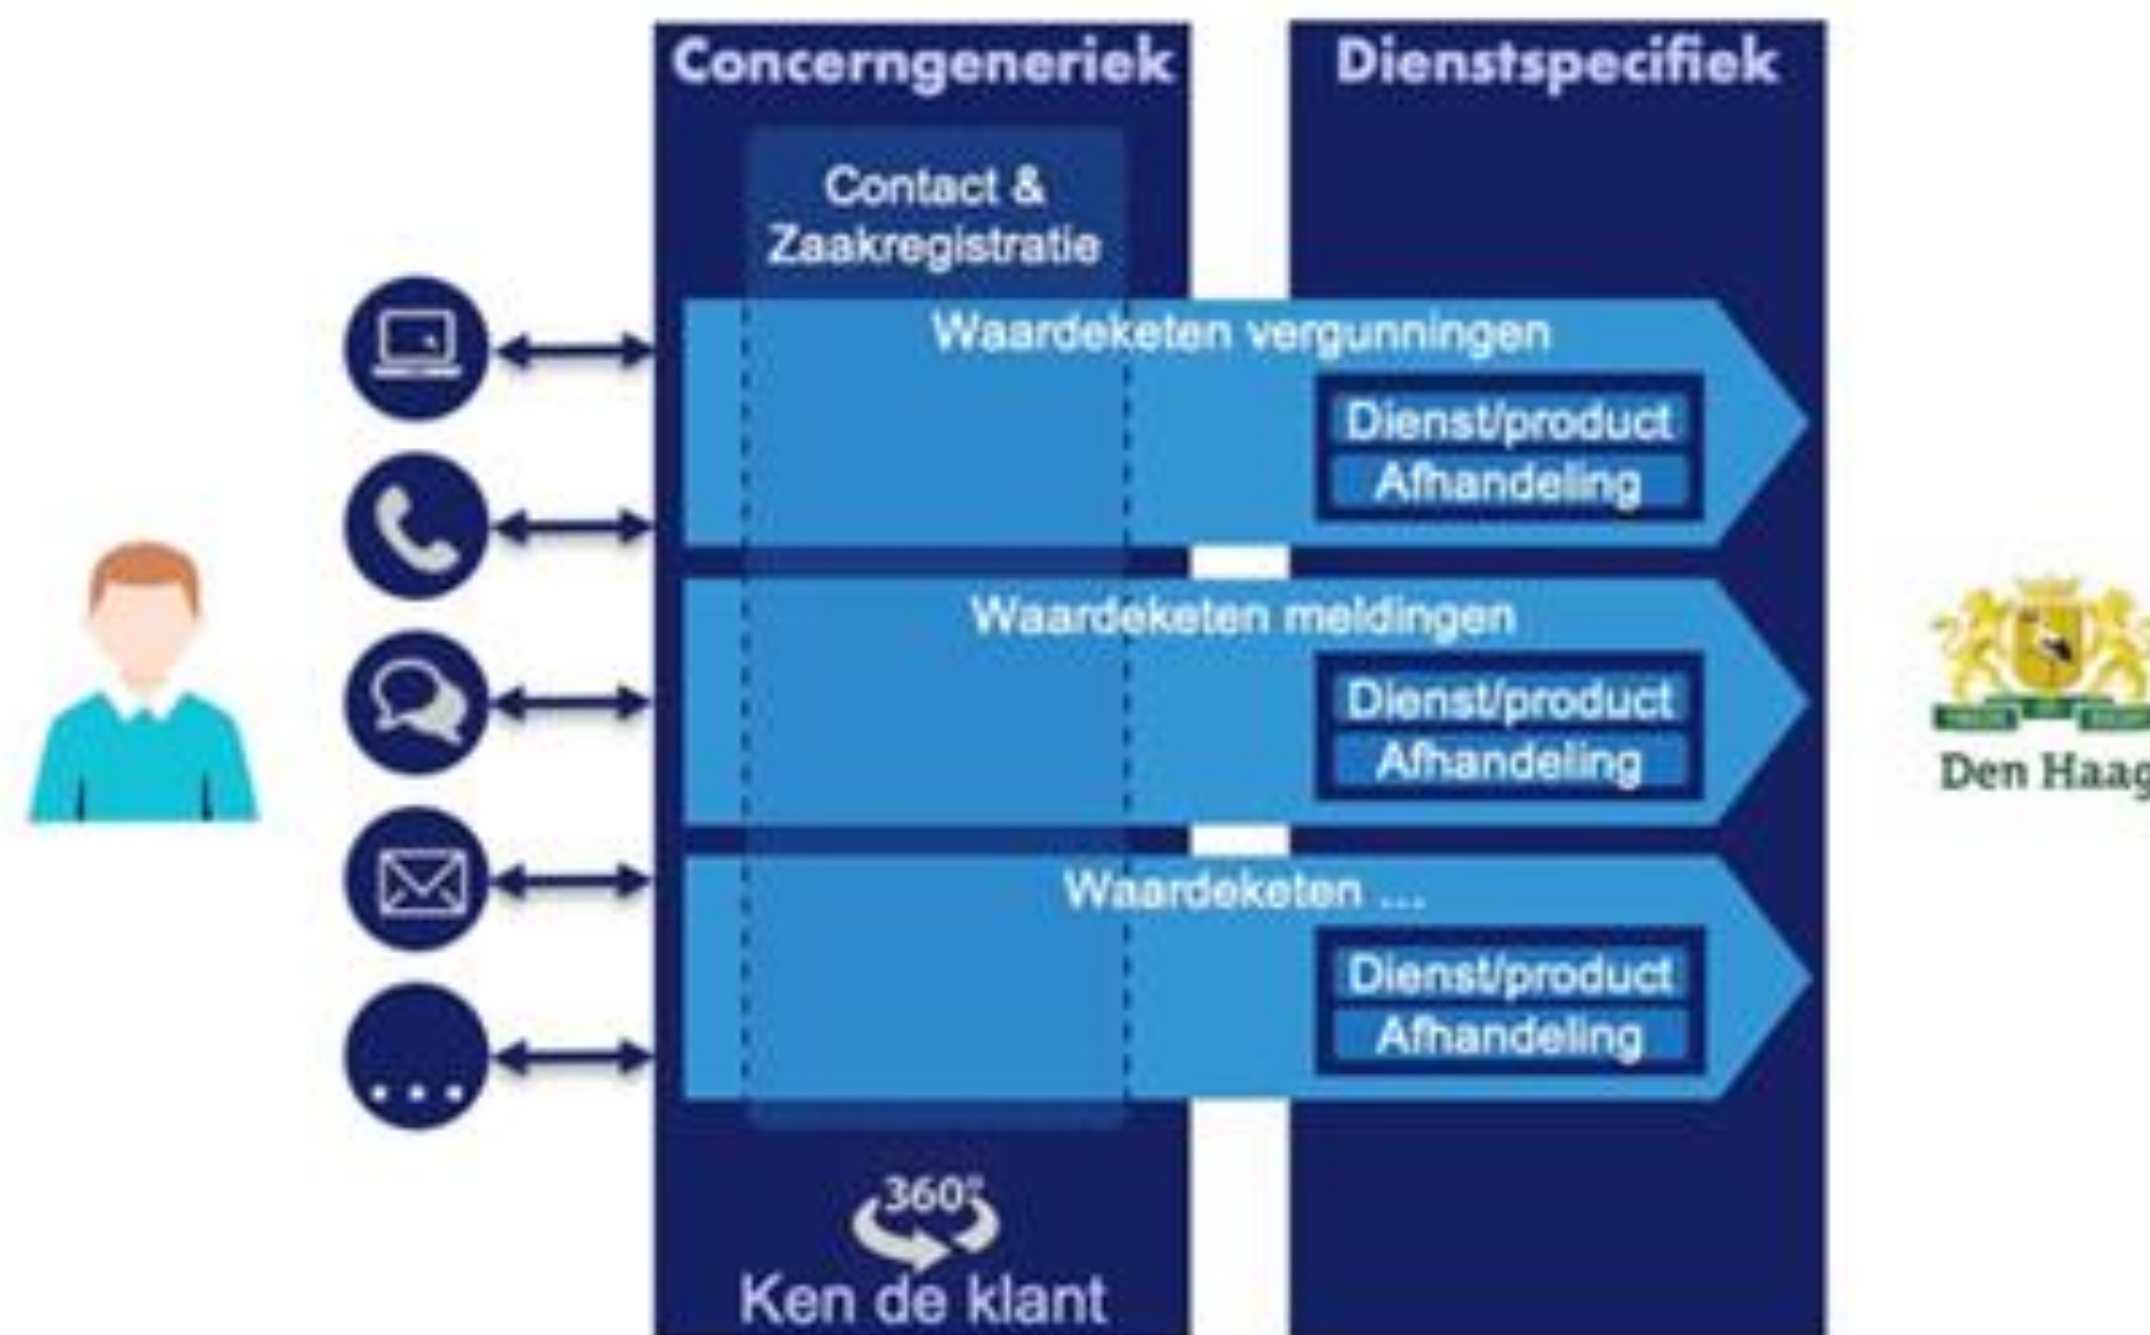 Concerngeneriek
Dienstspecifiek
Contact &
Zaakregistratie
Waardeketen vergunningen
Dienst/product
Afhandeling
Waardeketen meldingen
Dienst/product
Afhandeling
Waardeketen ...
Dienst/product
Afhandeling
...
360°
Ken de klant
Den Haag